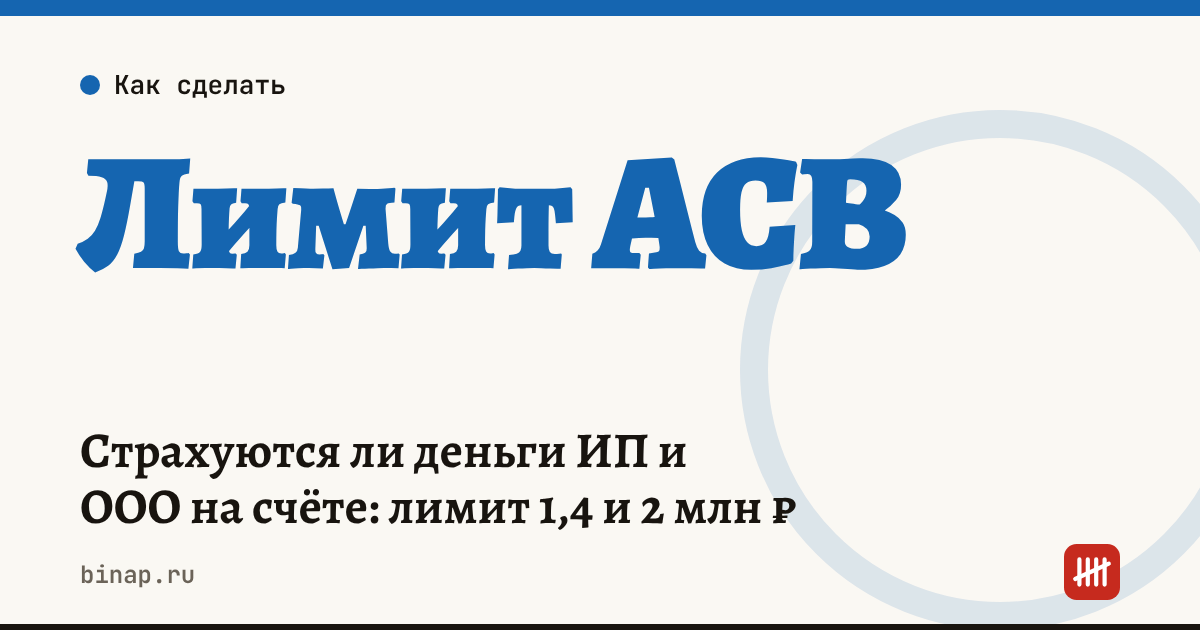 Как сделать
Лимит АСВ
Страхуются ли деньги ИП и
ООО на счёте: лимит 1,4 и 2 млн ₽
binap.ru